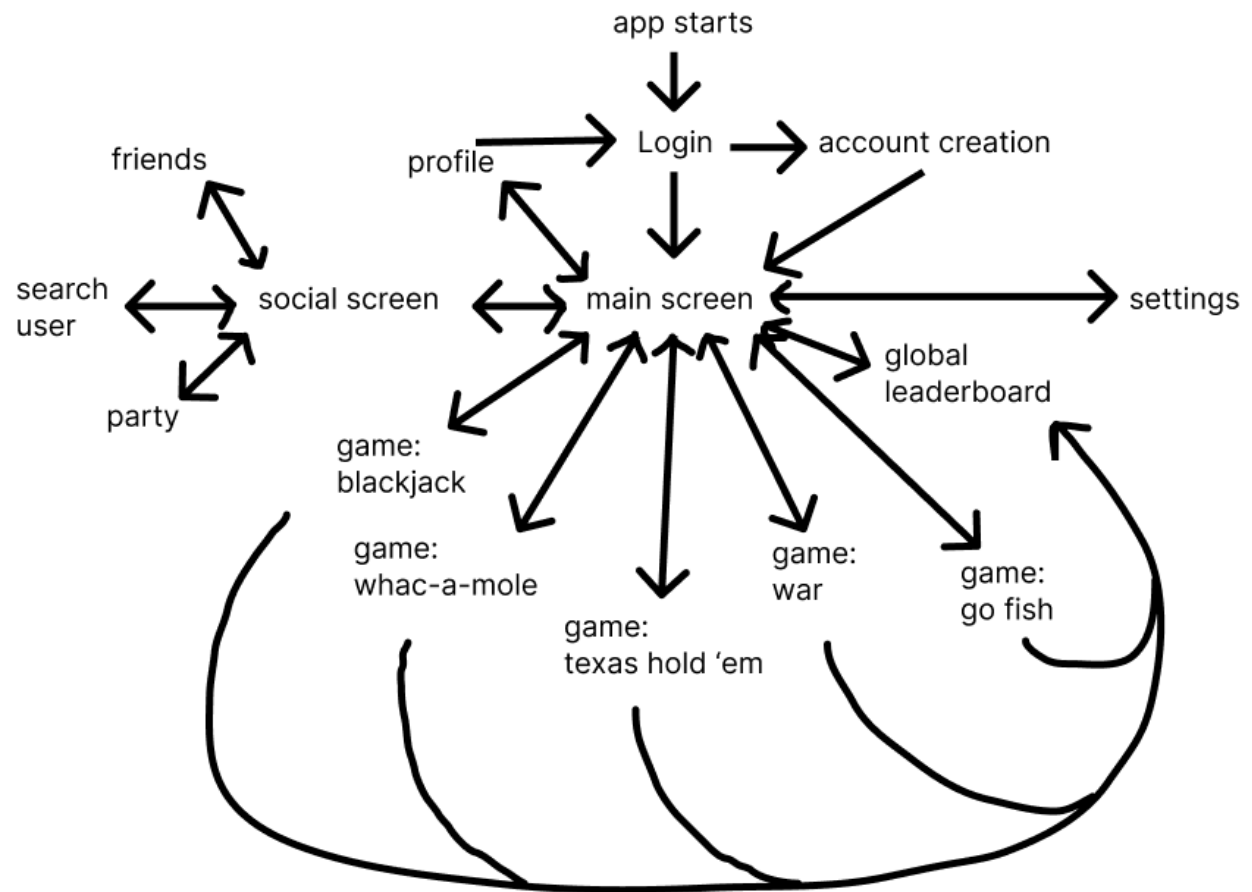 app starts
Login
account creation
profile
friends
search
user
social screen
main screen
settings
global
leaderboard
party
game:
blackjack
game:
whac-a-mole
game:
texas hold ‘em
game:
war
game:
go fish